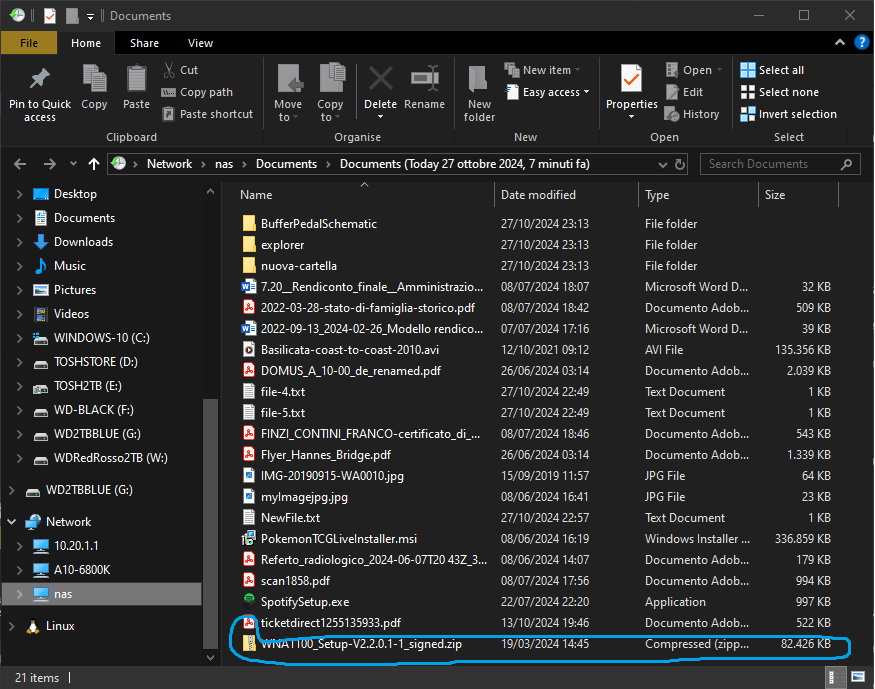 Documents
File Home Share View
Pin to Quick access
Copy
Paste
Cut
Copy path
Paste shortcut
Clipboard
Move to
Copy to
Delete
Rename
Organise
New folder
New item
Easy access
New
Properties
Open
Edit
History
Open
Select all
Select none
Invert selection
Select
Network > nas > Documents > Documents (Today 27 ottobre 2024, 7 minuti fa)
Search Documents
Desktop
Documents
Downloads
Music
Pictures
Videos
WINDOWS-10 (C:)
TOSHSTORE (D:)
TOSH2TB (E:)
WD-BLACK (F:)
WD2TBBLUE (G:)
WDRedRosso2TB (W:)
WD2TBBLUE (G:)
Network
10.20.1.1
A10-6800K
nas
Linux
Name Date modified Type Size
BufferPedalSchematic 27/10/2024 23:13 File folder
explorer 27/10/2024 23:13 File folder
nuova-cartella 27/10/2024 23:13 File folder
7.20__Rendiconto_finale__Amministrazio... 08/07/2024 18:07 Microsoft Word D... 32 KB
2022-03-28-stato-di-famiglia-storico.pdf 08/07/2024 18:42 Documento Adob... 509 KB
2022-09-13_2024-02-26_Modello rendico... 07/07/2024 17:16 Microsoft Word D... 39 KB
Basilicata-coast-to-coast-2010.avi 12/10/2021 09:12 AVI File 135.356 KB
DOMUS_A_10-00_de_renamed.pdf 26/06/2024 03:14 Documento Adob... 2.039 KB
file-4.txt 27/10/2024 22:49 Text Document 1 KB
file-5.txt 27/10/2024 22:49 Text Document 1 KB
FINZI_CONTINI_FRANCO-certificato_di_... 08/07/2024 18:46 Documento Adob... 543 KB
Flyer_Hannes_Bridge.pdf 26/06/2024 03:14 Documento Adob... 1.339 KB
IMG-20190915-WA0010.jpg 15/09/2019 11:57 JPG File 64 KB
myImagejpg.jpg 08/06/2024 16:41 JPG File 23 KB
NewFile.txt 27/10/2024 22:57 Text Document 1 KB
PokemonTCGLiveInstaller.msi 08/06/2024 16:19 Windows Installer ... 336.859 KB
Referto_radiologico_2024-06-07T20 43Z_3... 08/06/2024 14:07 Documento Adob... 179 KB
scan1858.pdf 08/07/2024 17:56 Documento Adob... 994 KB
SpotifySetup.exe 22/07/2024 22:20 Application 997 KB
ticketdirect1255135933.pdf 13/10/2024 19:46 Documento Adob... 522 KB
WNA1100_Setup-V2.2.0.1-1_signed.zip 19/03/2024 14:45 Compressed (zipp... 82.426 KB
21 items